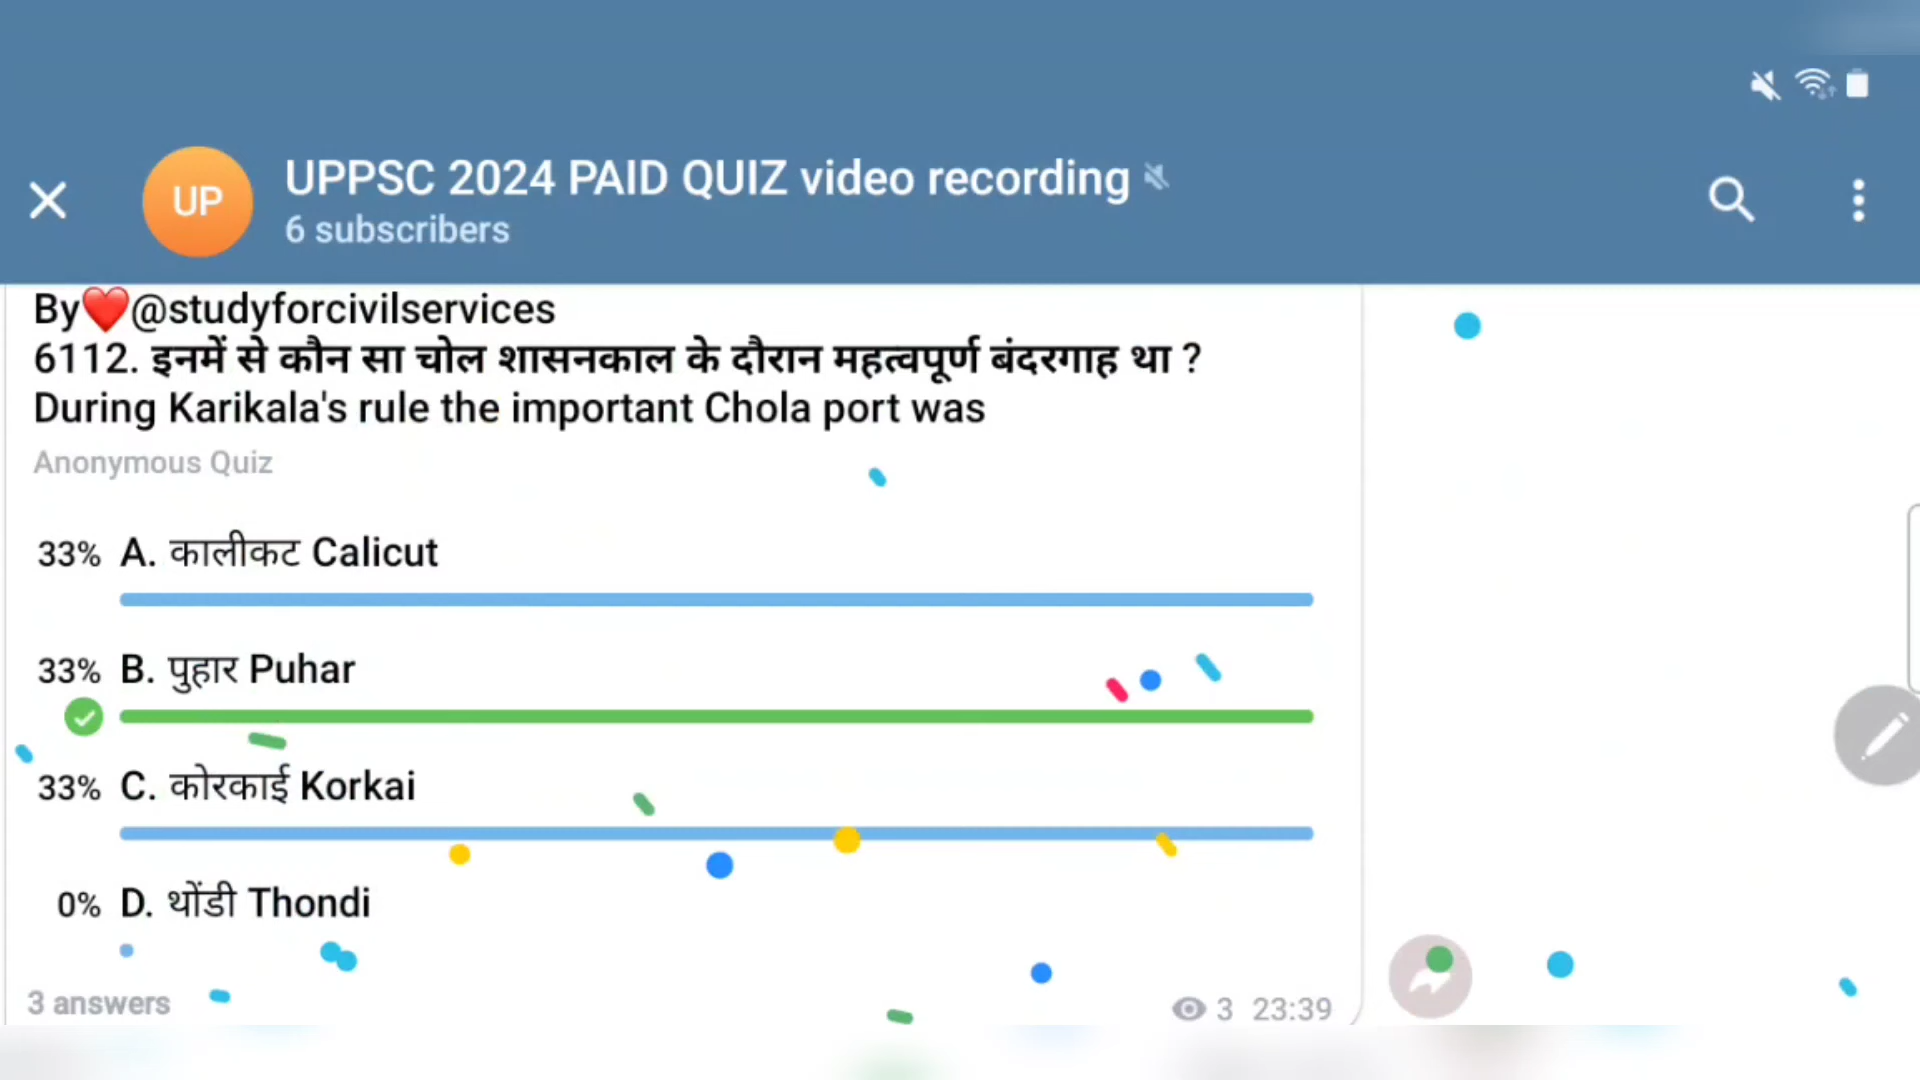 UP
UPPSC 2024 PAID QUIZ video recording
6 subscribers
By❤️@studyforcivilservices
6112. इनमें से कौन सा चोल शासनकाल के दौरान महत्वपूर्ण बंदरगाह था ?
During Karikala's rule the important Chola port was
Anonymous Quiz
33% A. कालीकट Calicut
33% B. पुहार Puhar
33% C. कोरकाई Korkai
0% D. थोंडी Thondi
3 answers
3 23:39